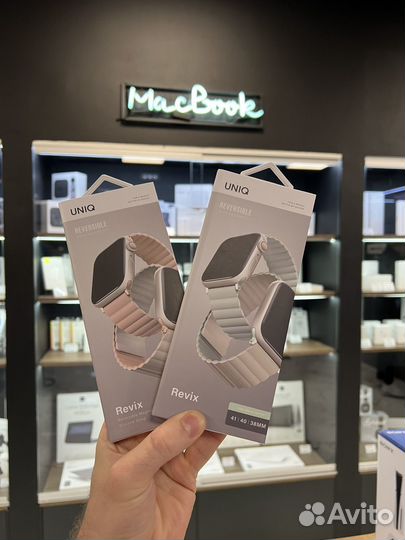 MacBook
UNIQ
REVERSIBLE
Revix
UNIQ
REVERSIBLE
Revix
41 | 40 | 38MM
Avito